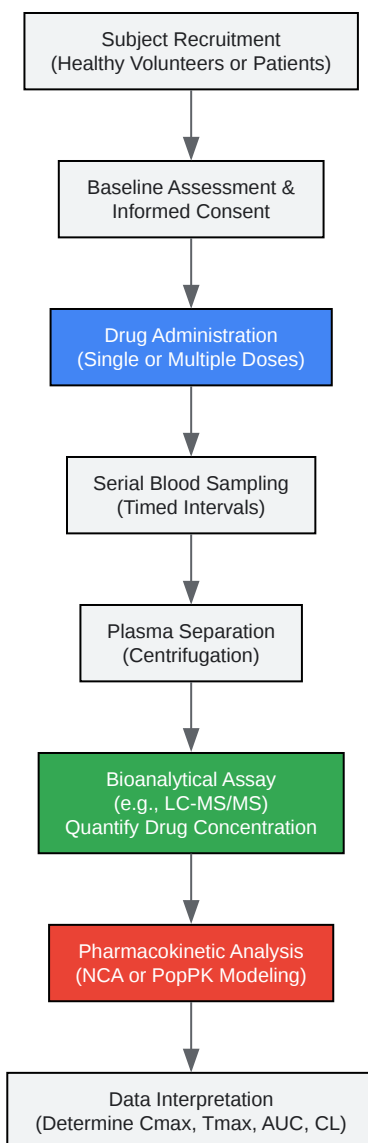 Subject Recruitment
(Healthy Volunteers or Patients)
Baseline Assessment &
Informed Consent
Drug Administration
(Single or Multiple Doses)
Serial Blood Sampling
(Timed Intervals)
Plasma Separation
(Centrifugation)
Bioanalytical Assay
(e.g., LC-MS/MS)
Quantify Drug Concentration
Pharmacokinetic Analysis
(NCA or PopPK Modeling)
Data Interpretation
(Determine Cmax, Tmax, AUC, CL)